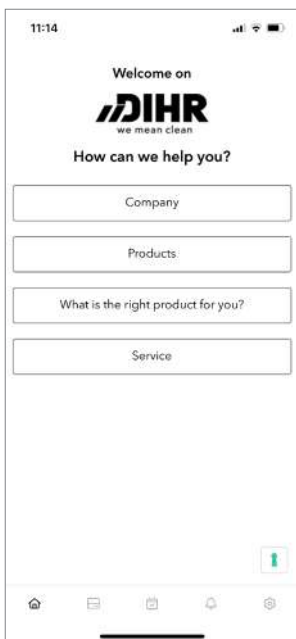 11:14
Welcome on
DIHR
we mean clean
How can we help you?
Company
Products
What is the right product for you?
Service